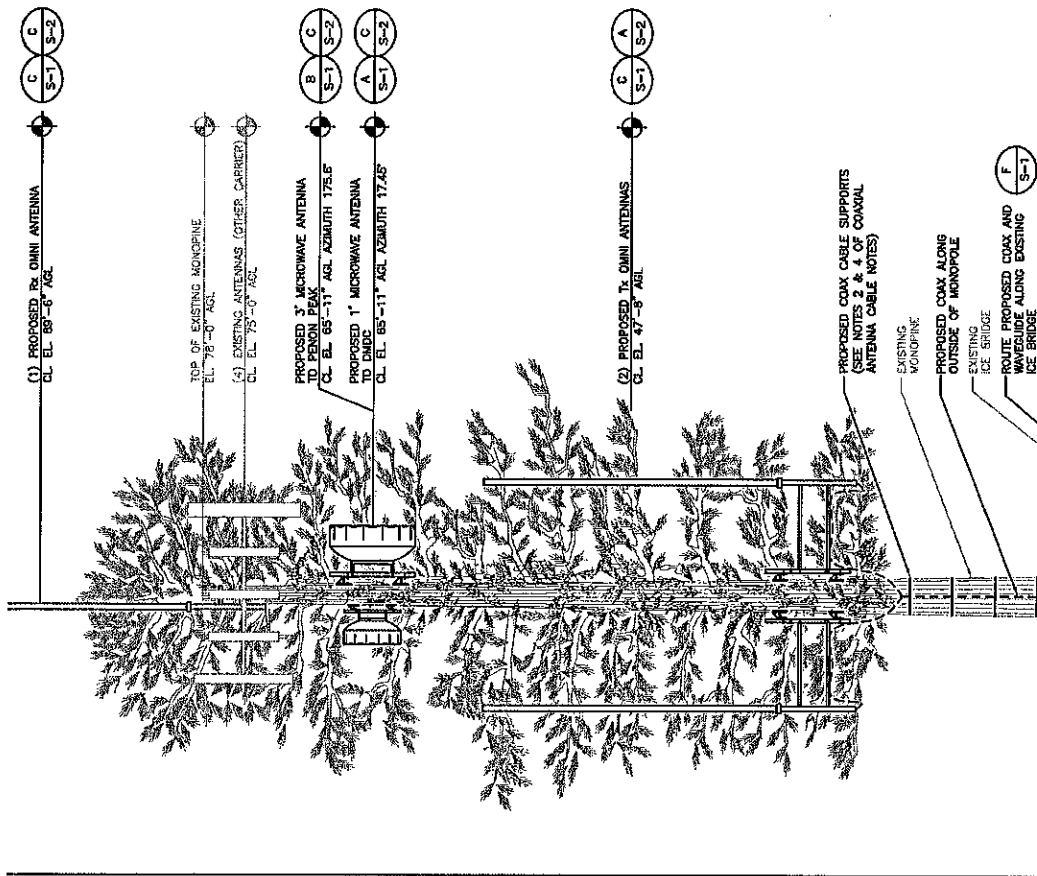 C
S-1
C
S-2
(1) PROPOSED Rx OMNI ANTENNA
CL EL 89'-6" AGL
TOP OF EXISTING MONOPINE
EL 78'-0" AGL
(4) EXISTING ANTENNAS (OTHER CARRIER)
CL EL 75'-0" AGL
B
S-1
C
S-2
PROPOSED 3' MICROWAVE ANTENNA
TO PENON PEAK
CL EL 65'-11" AGL AZIMUTH 175.6°
A
S-1
C
S-2
PROPOSED 1' MICROWAVE ANTENNA
TO DMDC
CL EL 65'-11" AGL AZIMUTH 17.45°
C
S-1
A
S-2
(2) PROPOSED Tx OMNI ANTENNAS
CL EL 47'-8" AGL
PROPOSED COAX CABLE SUPPORTS
(SEE NOTES 2 & 4 OF COAXIAL
ANTENNA CABLE NOTES)
EXISTING
MONOPINE
PROPOSED COAX ALONG
OUTSIDE OF MONOPOLE
EXISTING
ICE BRIDGE
ROUTE PROPOSED COAX AND
WAVEGUIDE ALONG EXISTING
ICE BRIDGE
F
S-1